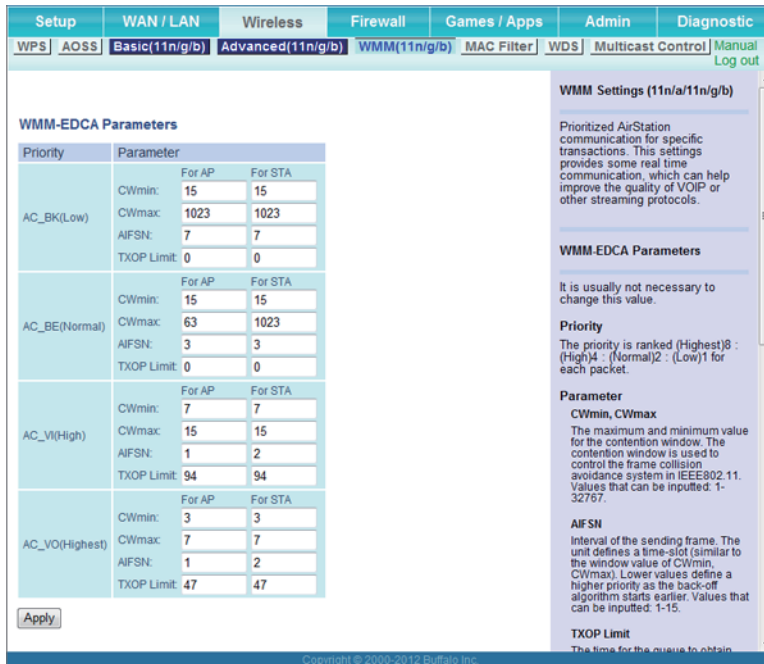 Setup WAN / LAN Wireless Firewall Games / Apps Admin Diagnostic
WPS AOSS Basic(11n/g/b) Advanced(11n/g/b) WMM(11n/g/b) MAC Filter WDS Multicast Control Manual
Log out
WMM-EDCA Parameters
Priority Parameter
AC_BK(Low)
For AP For STA
CWmin: 15 15
CWmax: 1023 1023
AIFSN: 7 7
TXOP Limit: 0 0
AC_BE(Normal)
For AP For STA
CWmin: 15 15
CWmax: 63 1023
AIFSN: 3 3
TXOP Limit: 0 0
AC_VI(High)
For AP For STA
CWmin: 7 7
CWmax: 15 15
AIFSN: 1 2
TXOP Limit: 94 94
AC_VO(Highest)
For AP For STA
CWmin: 3 3
CWmax: 7 7
AIFSN: 1 2
TXOP Limit: 47 47
Apply
WMM Settings (11n/a/11n/g/b)
Prioritized AirStation
communication for specific
transactions. This settings
provides some real time
communication, which can help
improve the quality of VOIP or
other streaming protocols.
WMM-EDCA Parameters
It is usually not necessary to
change this value.
Priority
The priority is ranked (Highest)8 :
(High)4 : (Normal)2 : (Low)1 for
each packet.
Parameter
CWmin, CWmax
The maximum and minimum value
for the contention window. The
contention window is used to
control the frame collision
avoidance system in IEEE802.11.
Values that can be inputted: 1-
32767.
AIFSN
Interval of the sending frame. The
unit defines a time-slot (similar to
the window value of CWmin,
CWmax). Lower values define a
higher priority as the back-off
algorithm starts earlier. Values that
can be inputted: 1-15.
TXOP Limit
The time for the queue to obtain
Copyright © 2000-2012 Buffalo Inc.